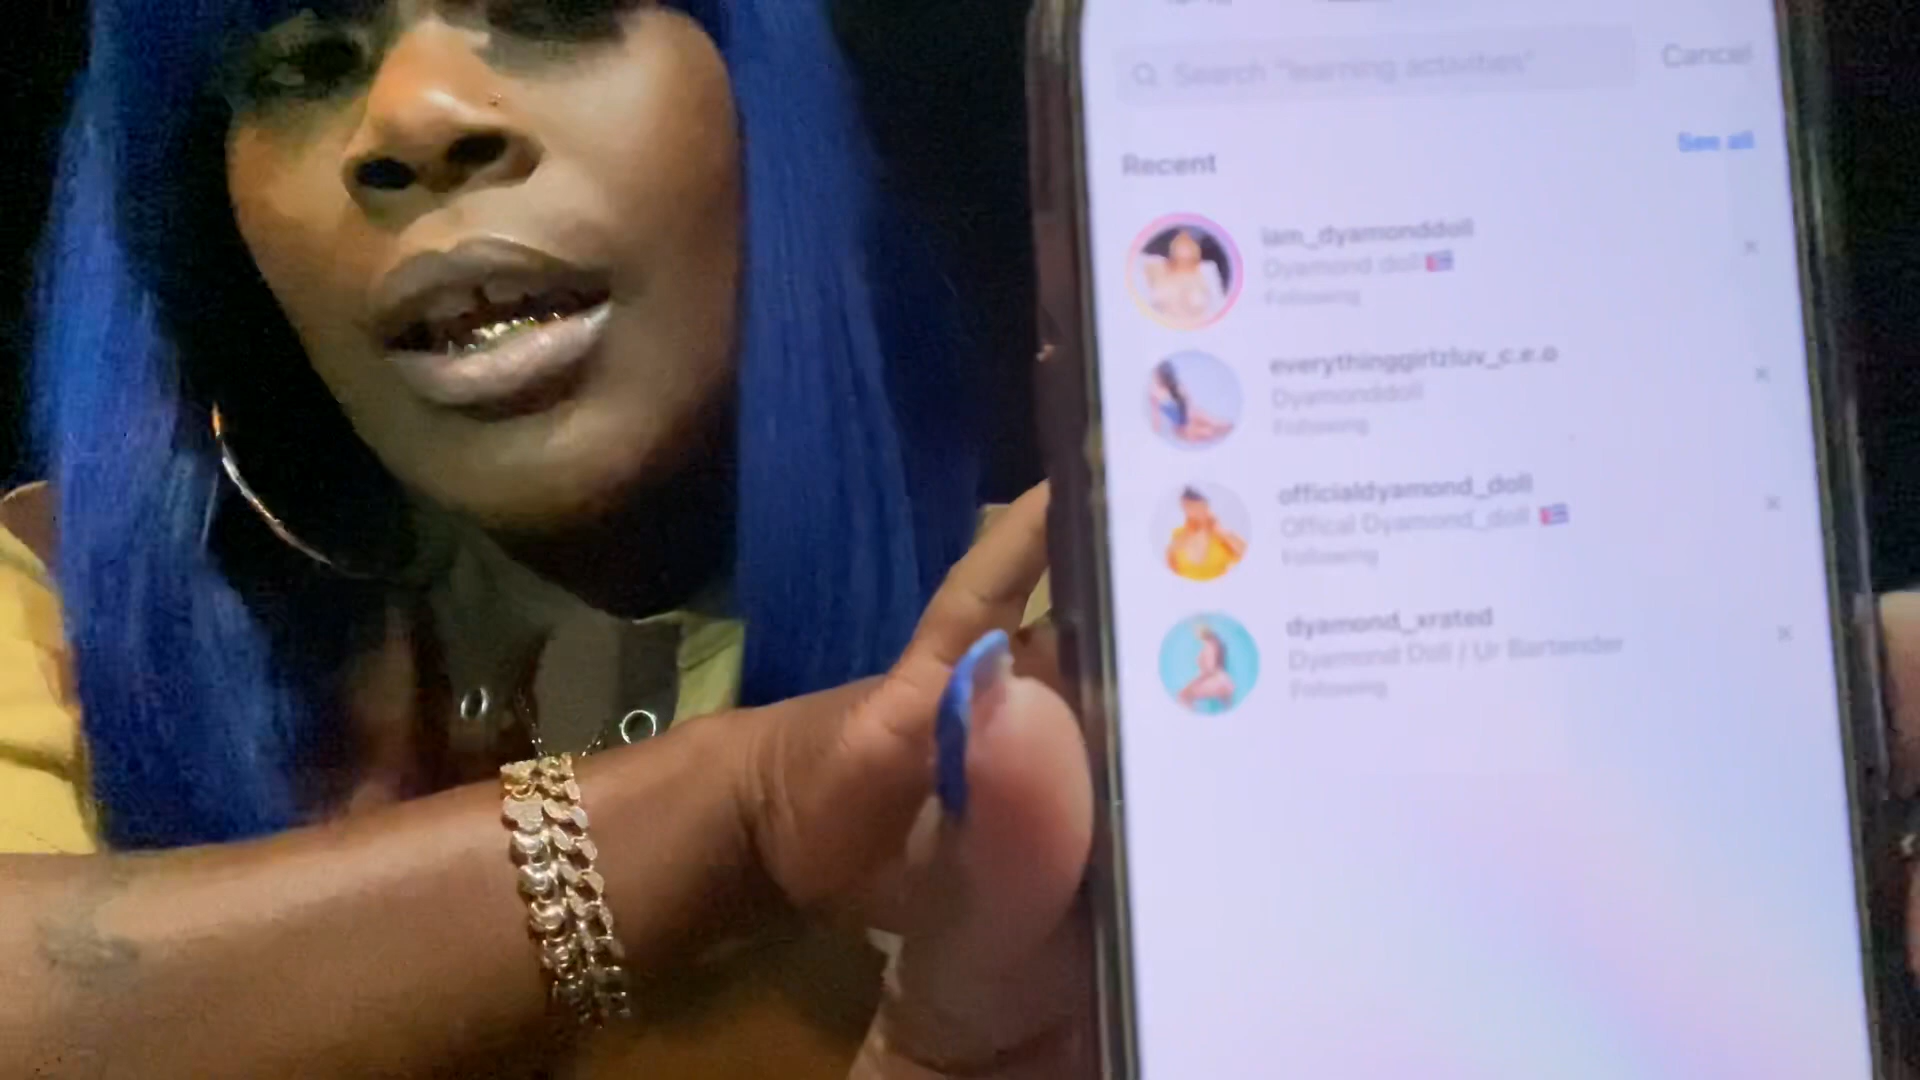 Search "learning activities"
Cancel
Recent
See all
iam_dyamonddoll
Dyamond doll
Following
everythinggirlzluv_c.e.o
Dyamonddoll
Following
officialdyamond_doll
Offical Dyamond_doll
Following
dyamond_xrated
Dyamond Doll / Ur Bartender
Following